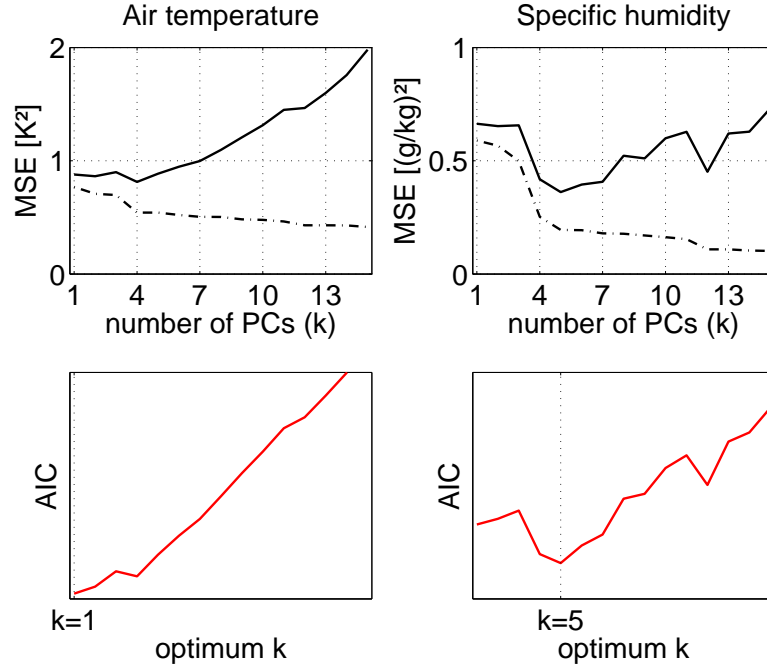 Air temperature
MSE [K²]
2
1
0
1 4 7 10 13
number of PCs (k)
Specific humidity
MSE [(g/kg)²]
1
0.5
0
1 4 7 10 13
number of PCs (k)
AIC
k=1
optimum k
AIC
k=5
optimum k